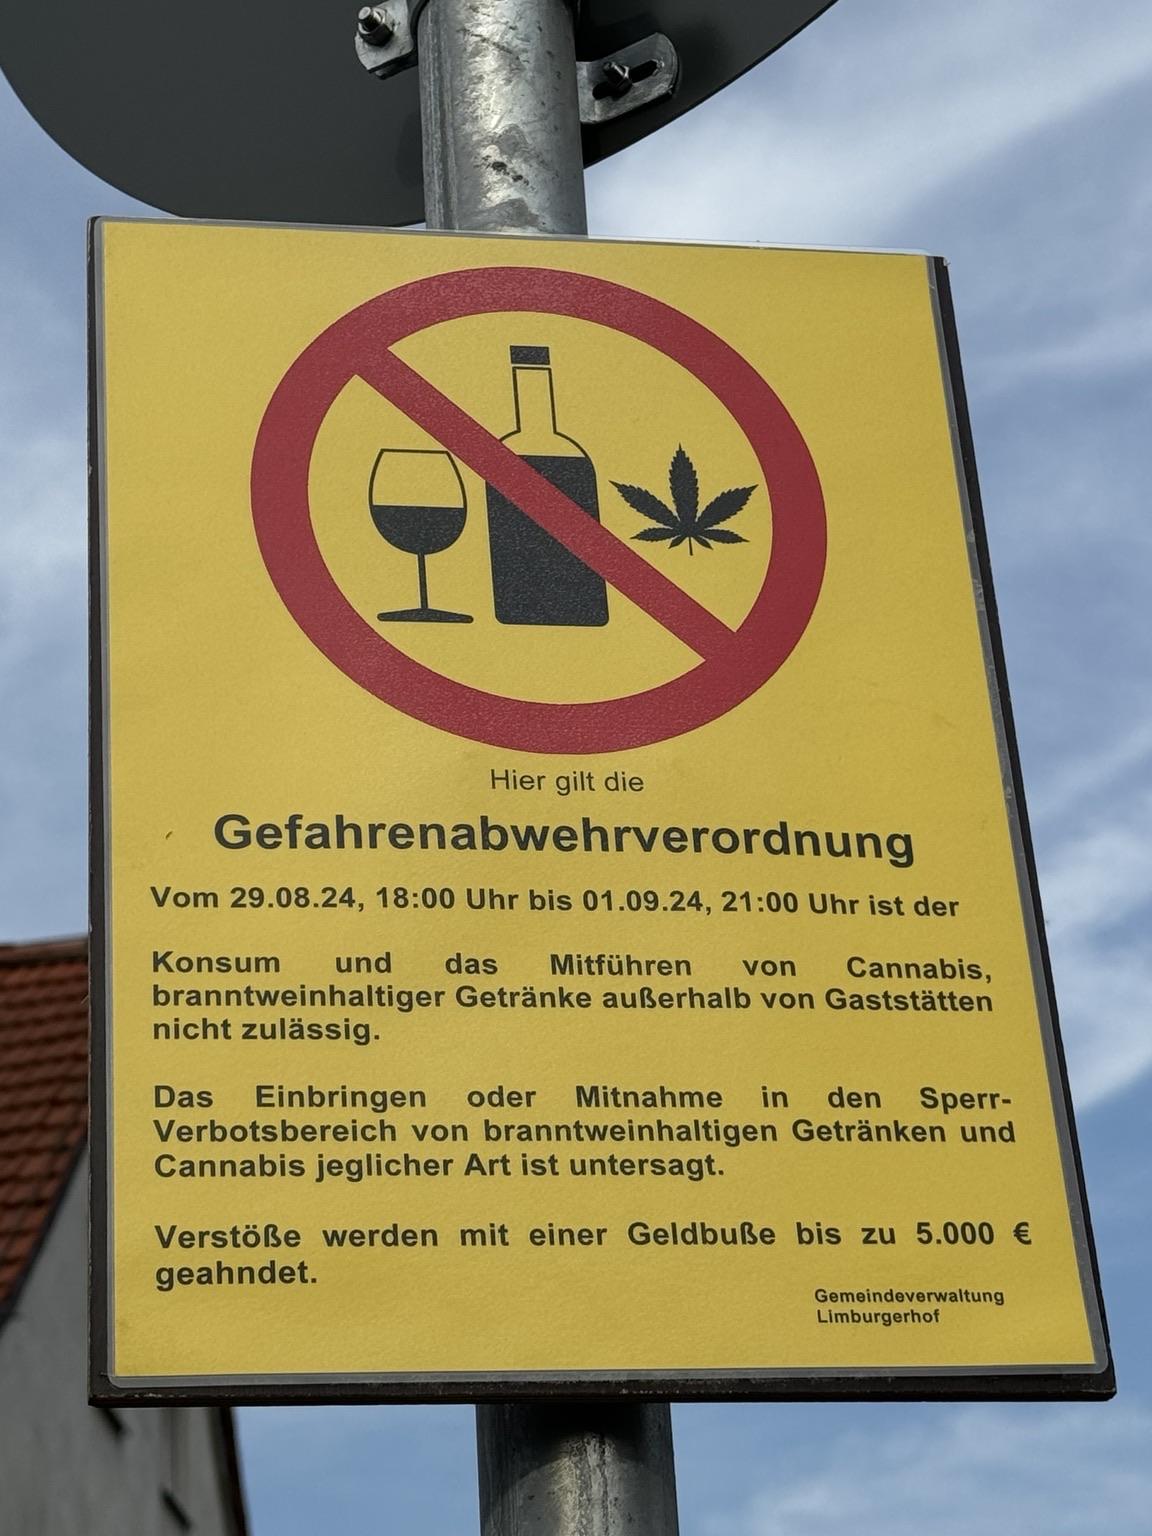 Hier gilt die
Gefahrenabwehrverordnung
Vom 29.08.24, 18:00 Uhr bis 01.09.24, 21:00 Uhr ist der
Konsum und das Mitführen von Cannabis,
branntweinhaltiger Getränke außerhalb von Gaststätten
nicht zulässig.
Das Einbringen oder Mitnahme in den Sperr-
Verbotsbereich von branntweinhaltigen Getränken und
Cannabis jeglicher Art ist untersagt.
Verstöße werden mit einer Geldbuße bis zu 5.000 €
geahndet.
Gemeindeverwaltung
Limburgerhof